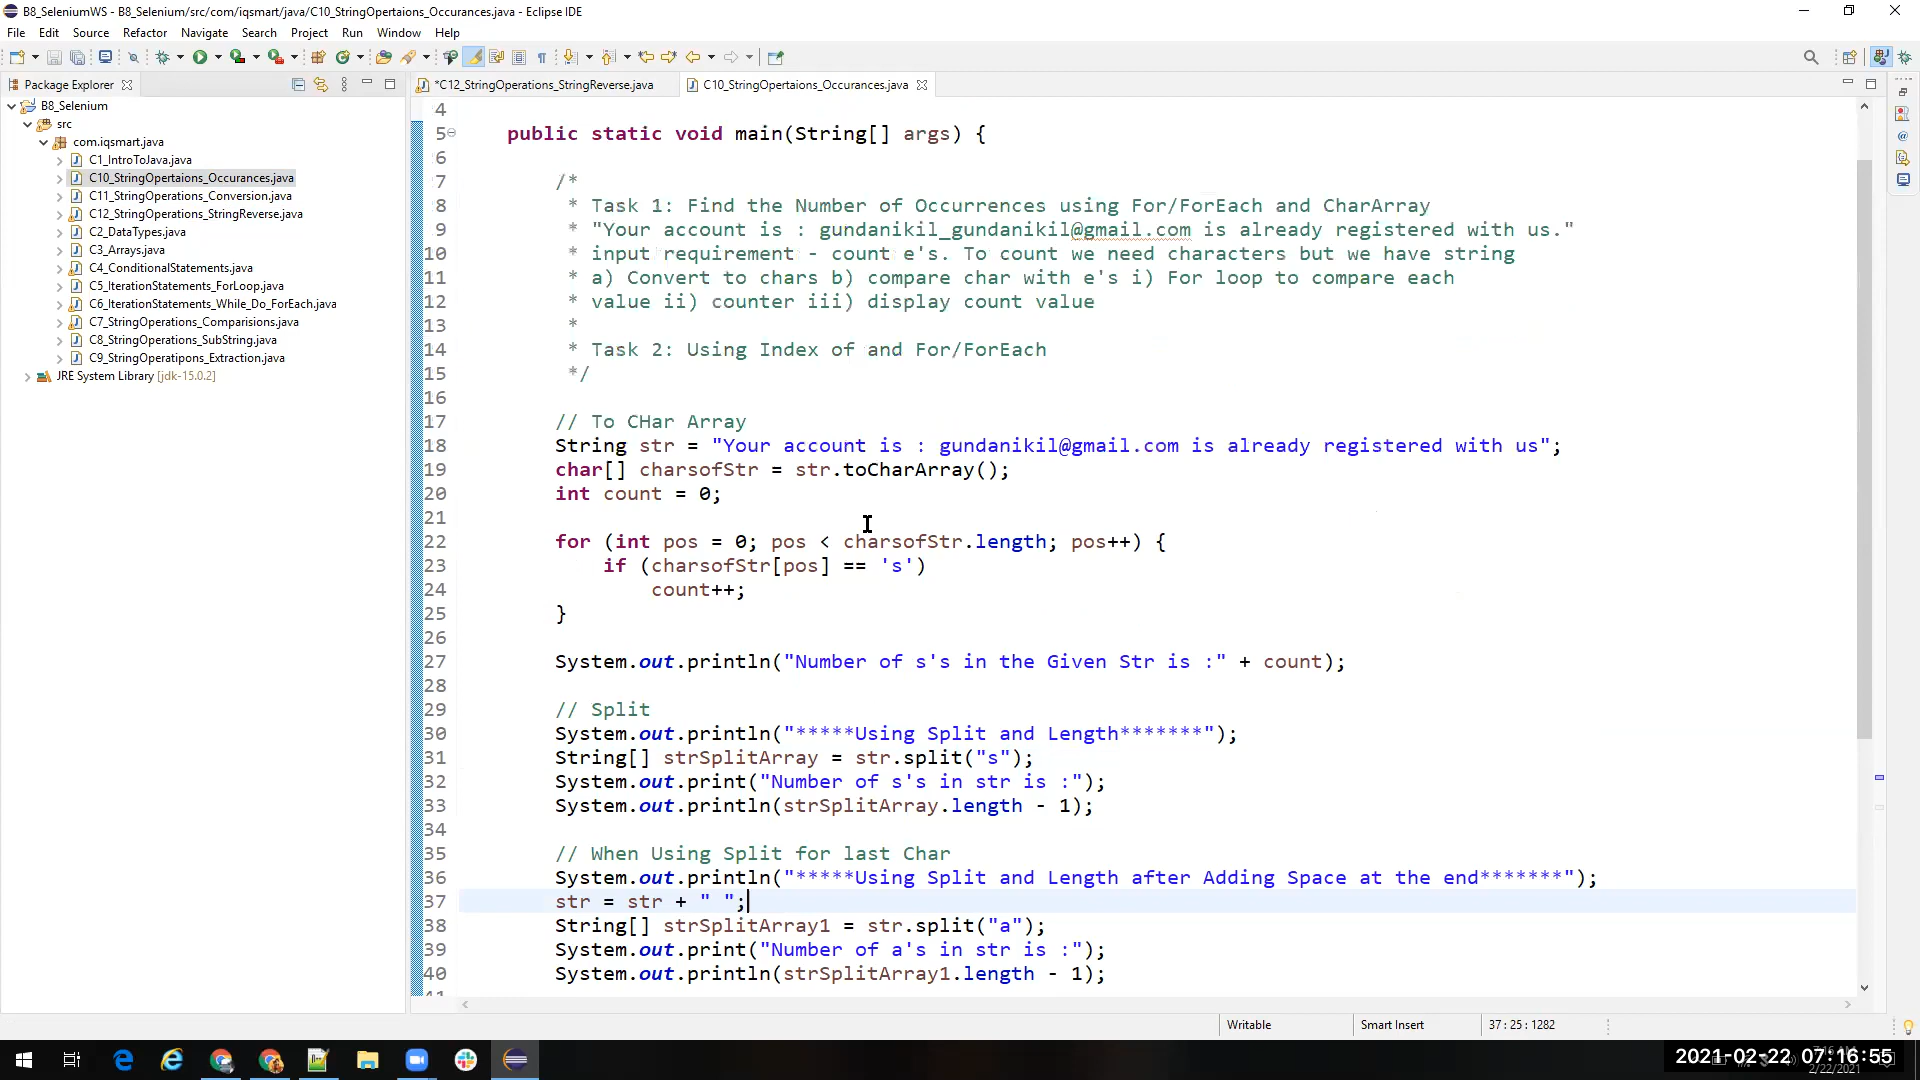 B8_SeleniumWS - B8_Selenium/src/com/iqsmart/java/C10_StringOpertaions_Occurances.java - Eclipse IDE
File Edit Source Refactor Navigate Search Project Run Window Help
Package Explorer
*C12_StringOperations_StringReverse.java
C10_StringOpertaions_Occurances.java
B8_Selenium
src
com.iqsmart.java
C1_IntroToJava.java
C10_StringOpertaions_Occurances.java
C11_StringOperations_Conversion.java
C12_StringOperations_StringReverse.java
C2_DataTypes.java
C3_Arrays.java
C4_ConditionalStatements.java
C5_IterationStatements_ForLoop.java
C6_IterationStatements_While_Do_ForEach.java
C7_StringOperations_Comparisions.java
C8_StringOperations_SubString.java
C9_StringOperatipons_Extraction.java
JRE System Library [jdk-15.0.2]
4
5 public static void main(String[] args) {
6
7 /*
8 * Task 1: Find the Number of Occurrences using For/ForEach and CharArray
9 * "Your account is : gundanikil_gundanikil@gmail.com is already registered with us."
10 * input requirement - count e's. To count we need characters but we have string
11 * a) Convert to chars b) compare char with e's i) For loop to compare each
12 * value ii) counter iii) display count value
13 *
14 * Task 2: Using Index of and For/ForEach
15 */
16
17 // To CHar Array
18 String str = "Your account is : gundanikil@gmail.com is already registered with us";
19 char[] charsofStr = str.toCharArray();
20 int count = 0;
21
22 for (int pos = 0; pos < charsofStr.length; pos++) {
23 if (charsofStr[pos] == 's')
24 count++;
25 }
26
27 System.out.println("Number of s's in the Given Str is :" + count);
28
29 // Split
30 System.out.println("*****Using Split and Length*******");
31 String[] strSplitArray = str.split("s");
32 System.out.print("Number of s's in str is :");
33 System.out.println(strSplitArray.length - 1);
34
35 // When Using Split for last Char
36 System.out.println("*****Using Split and Length after Adding Space at the end*******");
37 str = str + " ";
38 String[] strSplitArray1 = str.split("a");
39 System.out.print("Number of a's in str is :");
40 System.out.println(strSplitArray1.length - 1);
41
Writable
Smart Insert
37 : 25 : 1282
2021-02-22 07:16:55
2/22/2021